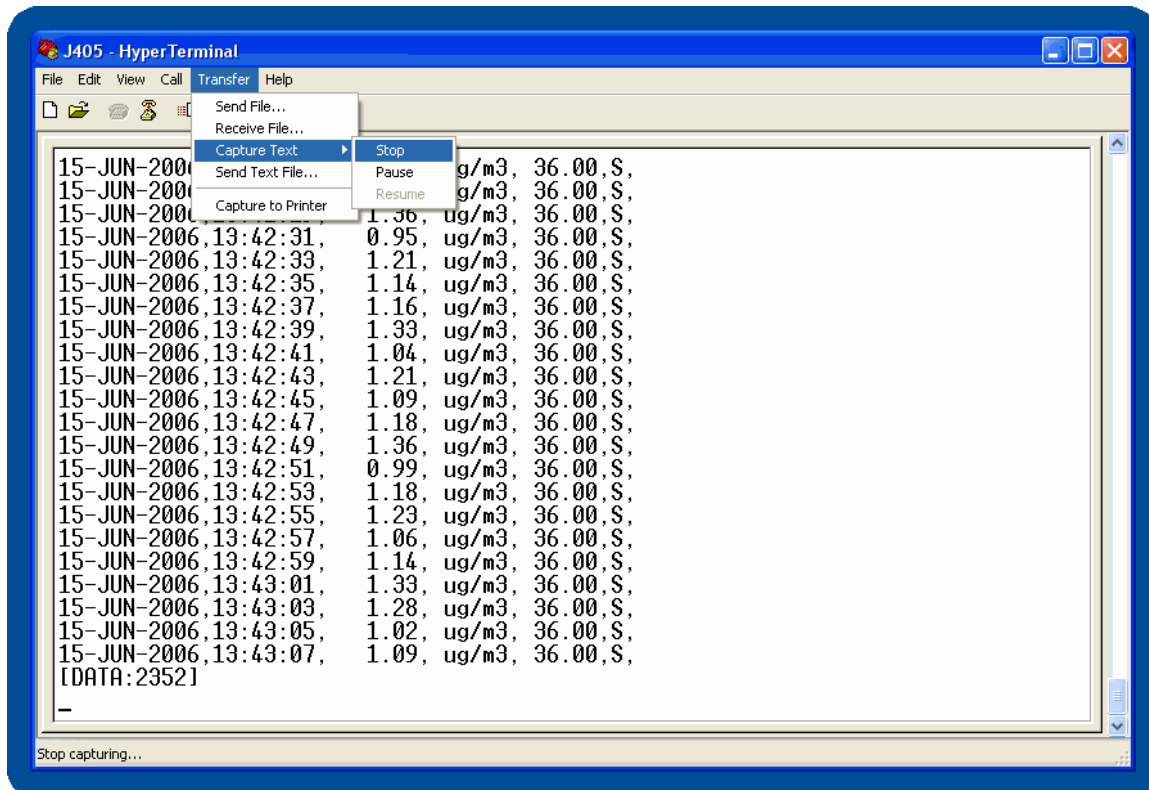 J405 - HyperTerminal
File Edit View Call Transfer Help
Send File...
Receive File...
Capture Text
Send Text File...
Capture to Printer
Stop
Pause
Resume
15-JUN-200 g/m3, 36.00,S,
15-JUN-200 g/m3, 36.00,S,
15-JUN-200 1.36, ug/m3, 36.00,S,
15-JUN-2006,13:42:31, 0.95, ug/m3, 36.00,S,
15-JUN-2006,13:42:33, 1.21, ug/m3, 36.00,S,
15-JUN-2006,13:42:35, 1.14, ug/m3, 36.00,S,
15-JUN-2006,13:42:37, 1.16, ug/m3, 36.00,S,
15-JUN-2006,13:42:39, 1.33, ug/m3, 36.00,S,
15-JUN-2006,13:42:41, 1.04, ug/m3, 36.00,S,
15-JUN-2006,13:42:43, 1.21, ug/m3, 36.00,S,
15-JUN-2006,13:42:45, 1.09, ug/m3, 36.00,S,
15-JUN-2006,13:42:47, 1.18, ug/m3, 36.00,S,
15-JUN-2006,13:42:49, 1.36, ug/m3, 36.00,S,
15-JUN-2006,13:42:51, 0.99, ug/m3, 36.00,S,
15-JUN-2006,13:42:53, 1.18, ug/m3, 36.00,S,
15-JUN-2006,13:42:55, 1.23, ug/m3, 36.00,S,
15-JUN-2006,13:42:57, 1.06, ug/m3, 36.00,S,
15-JUN-2006,13:42:59, 1.14, ug/m3, 36.00,S,
15-JUN-2006,13:43:01, 1.33, ug/m3, 36.00,S,
15-JUN-2006,13:43:03, 1.28, ug/m3, 36.00,S,
15-JUN-2006,13:43:05, 1.02, ug/m3, 36.00,S,
15-JUN-2006,13:43:07, 1.09, ug/m3, 36.00,S,
[DATA:2352]
_
Stop capturing...